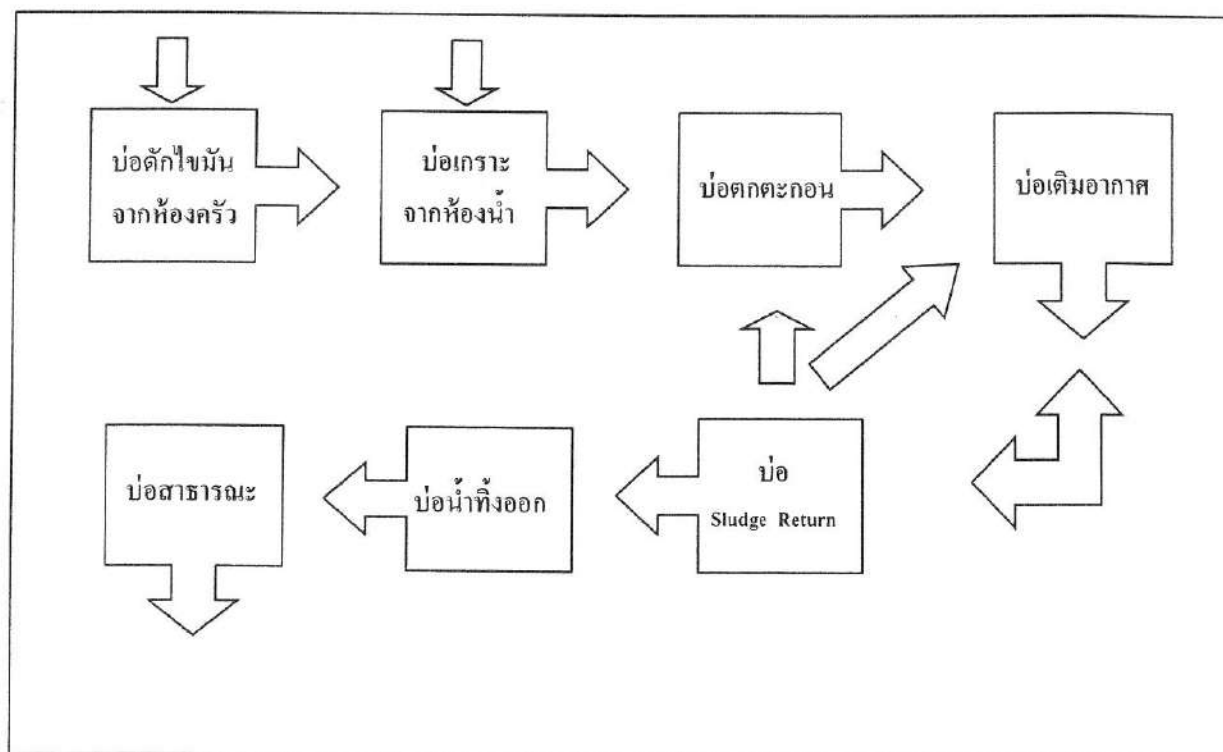 บ่อดักไขมัน
จากห้องครัว
บ่อเกราะ
จากห้องน้ำ
บ่อตกตะกอน
บ่อเติมอากาศ
บ่อสาธารณะ
บ่อน้ำทิ้งออก
บ่อ
Sludge Return